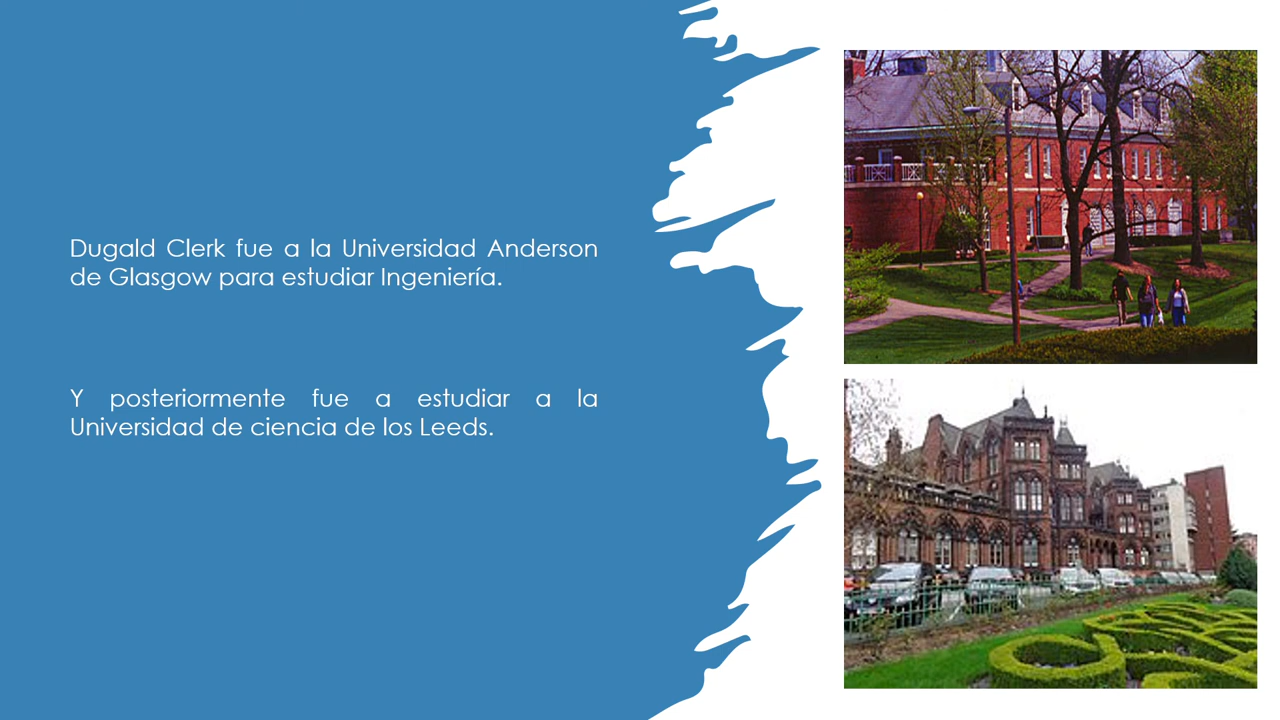 Dugald Clerk fue a la Universidad Anderson
de Glasgow para estudiar Ingeniería.
Y posteriormente fue a estudiar a la
Universidad de ciencia de los Leeds.